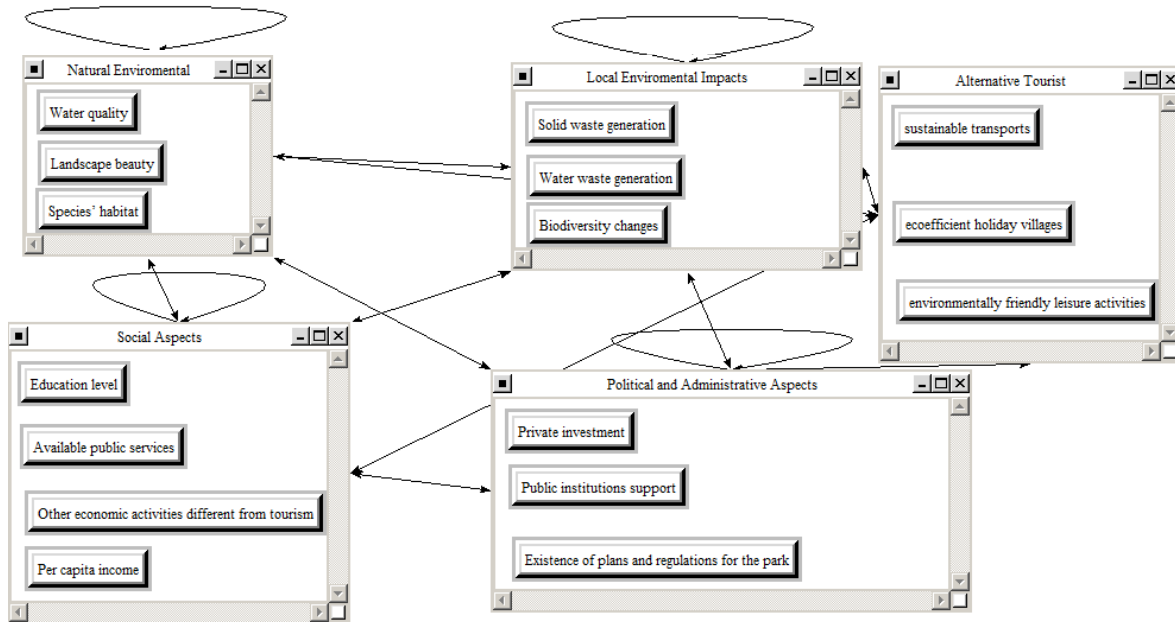 Natural Enviromental
Water quality
Landscape beauty
Species’ habitat
Local Enviromental Impacts
Solid waste generation
Water waste generation
Biodiversity changes
Alternative Tourist
sustainable transports
ecoefficient holiday villages
environmentally friendly leisure activities
Social Aspects
Education level
Available public services
Other economic activities different from tourism
Per capita income
Political and Administrative Aspects
Private investment
Public institutions support
Existence of plans and regulations for the park